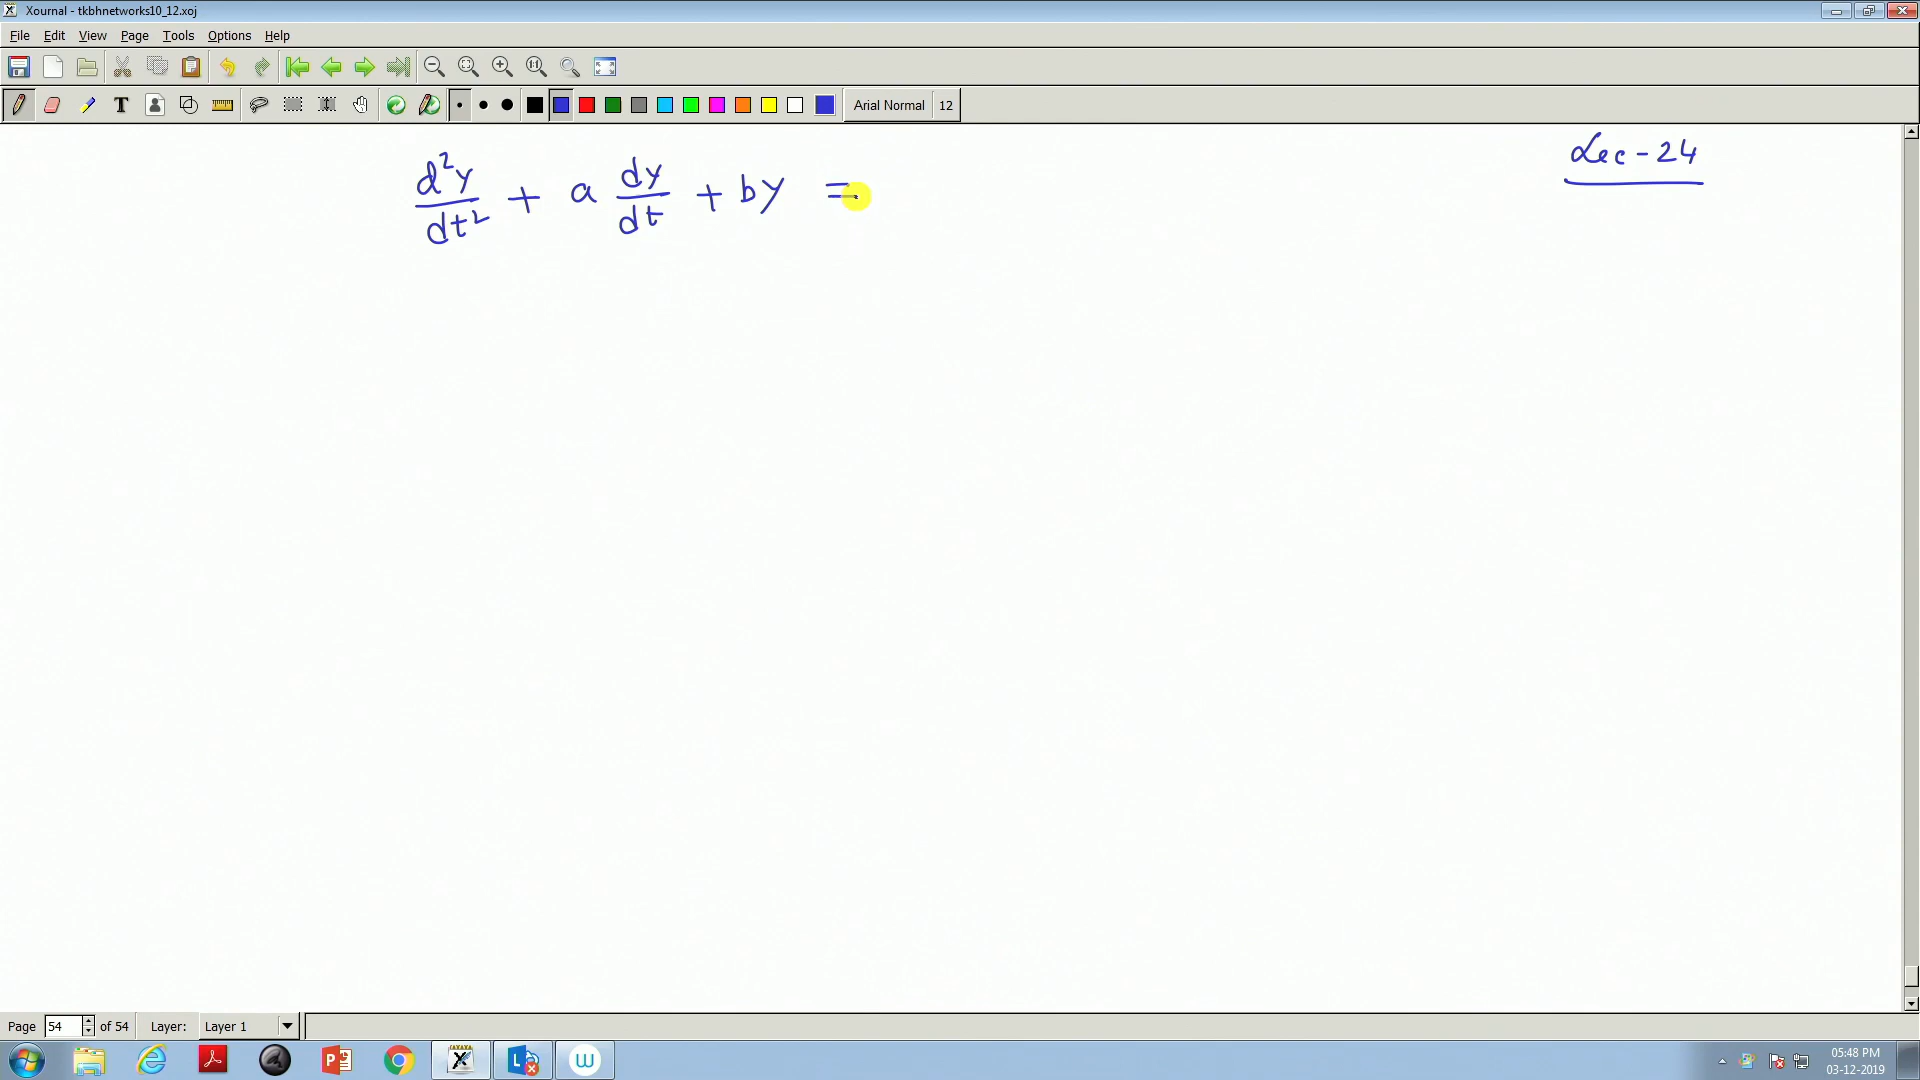 Xournal - tkbhnetworks10_12.xoj
File Edit View Page Tools Options Help
T
Arial Normal 12
Lec - 24
d²y/dt² + a dy/dt + by =
Page 54 of 54 Layer: Layer 1
05:48 PM
03-12-2019